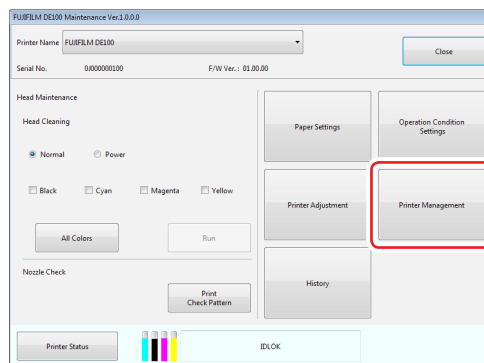 FUJIFILM DE100 Maintenance Ver.1.0.0.0
Printer Name FUJIFILM DE100
Close
Serial No. 0J000000100 F/W Ver. : 01.00.00
Head Maintenance
Head Cleaning
Normal Power
Black Cyan Magenta Yellow
All Colors Run
Nozzle Check
Print
Check Pattern
Paper Settings
Operation Condition
Settings
Printer Adjustment
Printer Management
History
Printer Status
IDLOK